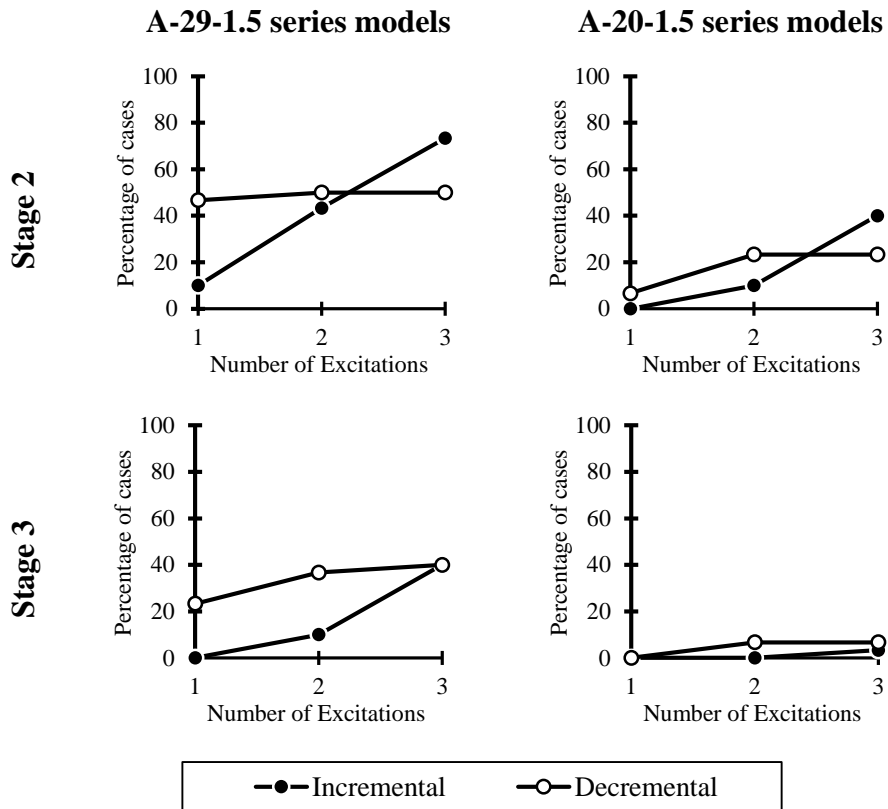 A-29-1.5 series models
A-20-1.5 series models
Stage 2
Percentage of cases
100
80
60
40
20
0
1 2 3
Number of Excitations
Percentage of cases
100
80
60
40
20
0
1 2 3
Number of Excitations
Stage 3
Percentage of cases
100
80
60
40
20
0
1 2 3
Number of Excitations
Percentage of cases
100
80
60
40
20
0
1 2 3
Number of Excitations
Incremental Decremental